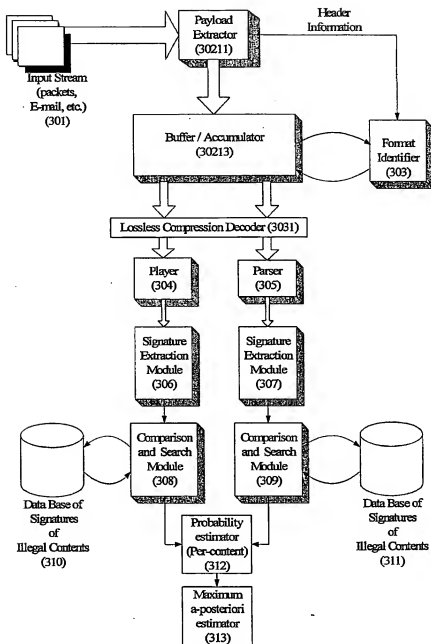 Header
Information
Payload
Extractor
(30211)
Input Stream
(packets,
E-mail, etc.)
(301)
Buffer / Accumulator
(30213)
Format
Identifier
(303)
Lossless Compression Decoder (3031)
Player
(304)
Parser
(305)
Signature
Extraction
Module
(306)
Signature
Extraction
Module
(307)
Comparison
and Search
Module
(308)
Comparison
and Search
Module
(309)
Data Base of
Signatures
of
Illegal Contents
(310)
Data Base of
Signatures
of
Illegal Contents
(311)
Probability
estimator
(Per-content)
(312)
Maximum
a-posteriori
estimator
(313)